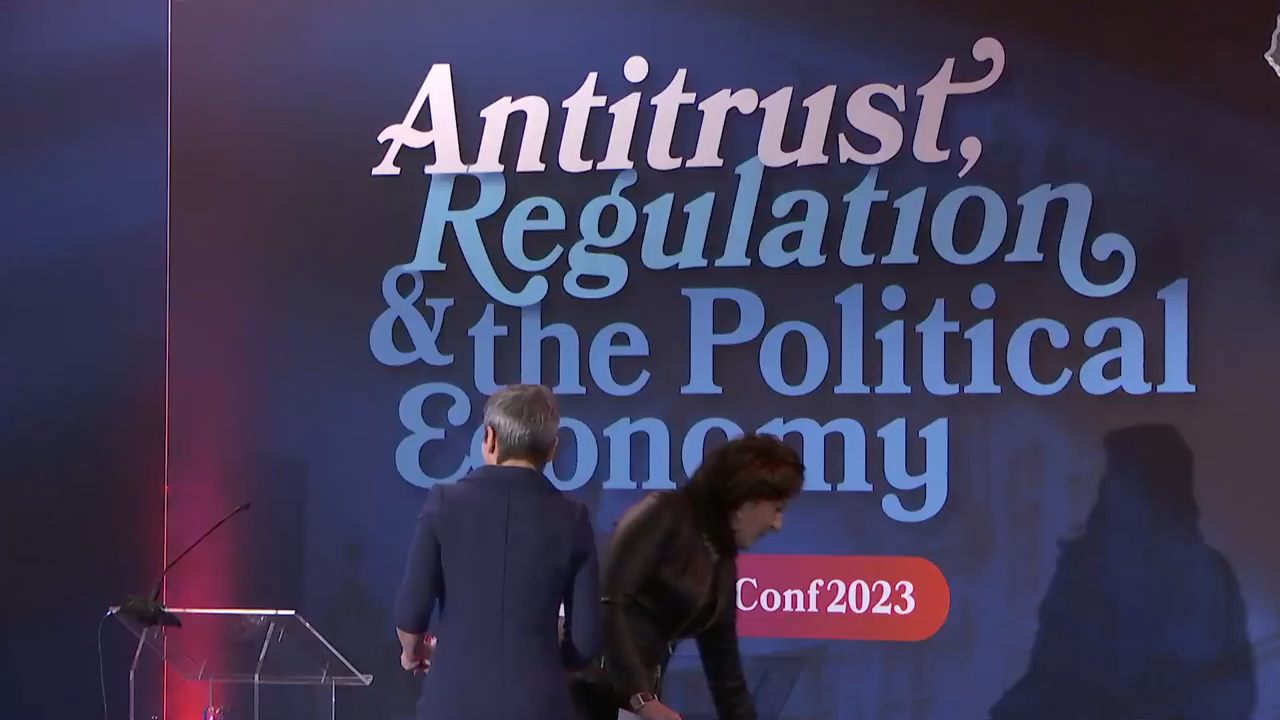 Antitrust,
Regulation
& the Political
Economy
Conf2023